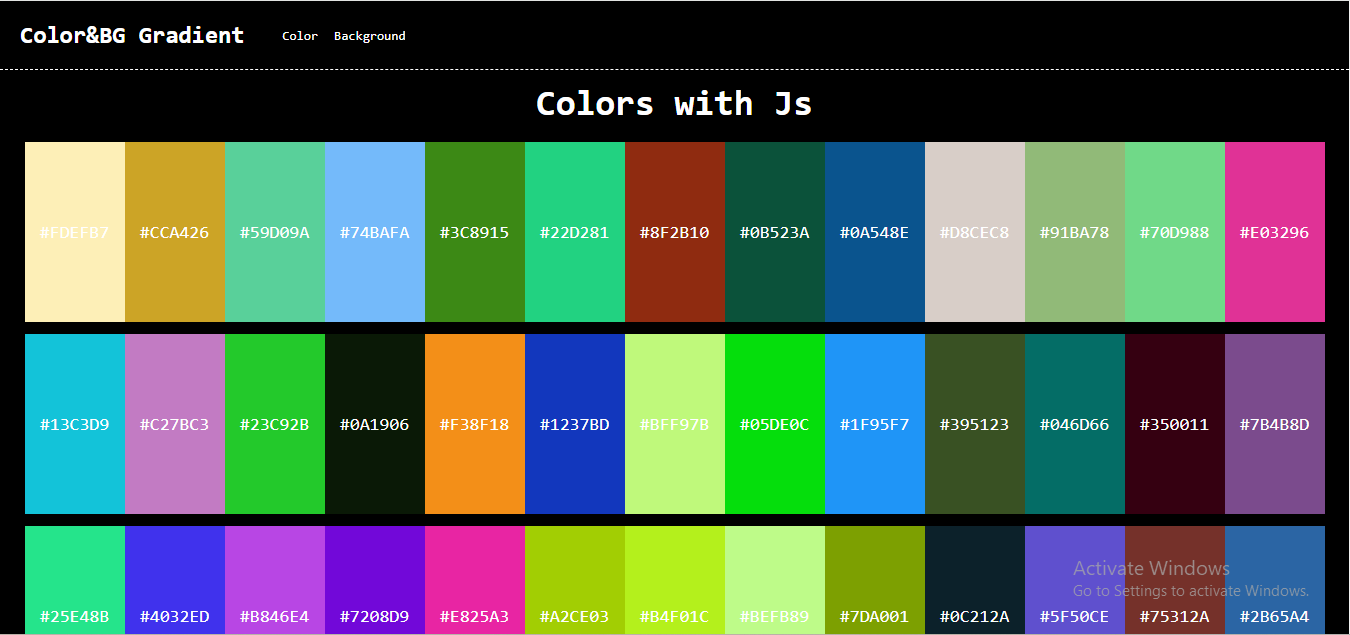 Color&BG Gradient Color Background
Colors with Js
#FDEFB7 #CCA426 #59D09A #74BAFA #3C8915 #22D281 #8F2B10 #0B523A #0A548E #D8CEC8 #91BA78 #70D988 #E03296
#13C3D9 #C27BC3 #23C92B #0A1906 #F38F18 #1237BD #BFF97B #05DE0C #1F95F7 #395123 #046D66 #350011 #7B4B8D
Activate Windows
Go to Settings to activate Windows.
#25E48B #4032ED #B846E4 #7208D9 #E825A3 #A2CE03 #B4F01C #BEFB89 #7DA001 #0C212A #5F50CE #75312A #2B65A4